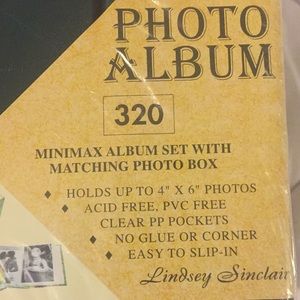 PHOTO
ALBUM
320
MINIMAX ALBUM SET WITH
MATCHING PHOTO BOX
♦ HOLDS UP TO 4" X 6" PHOTOS
♦ ACID FREE, PVC FREE
CLEAR PP POCKETS
♦ NO GLUE OR CORNER
♦ EASY TO SLIP-IN
Lindsey Sinclair